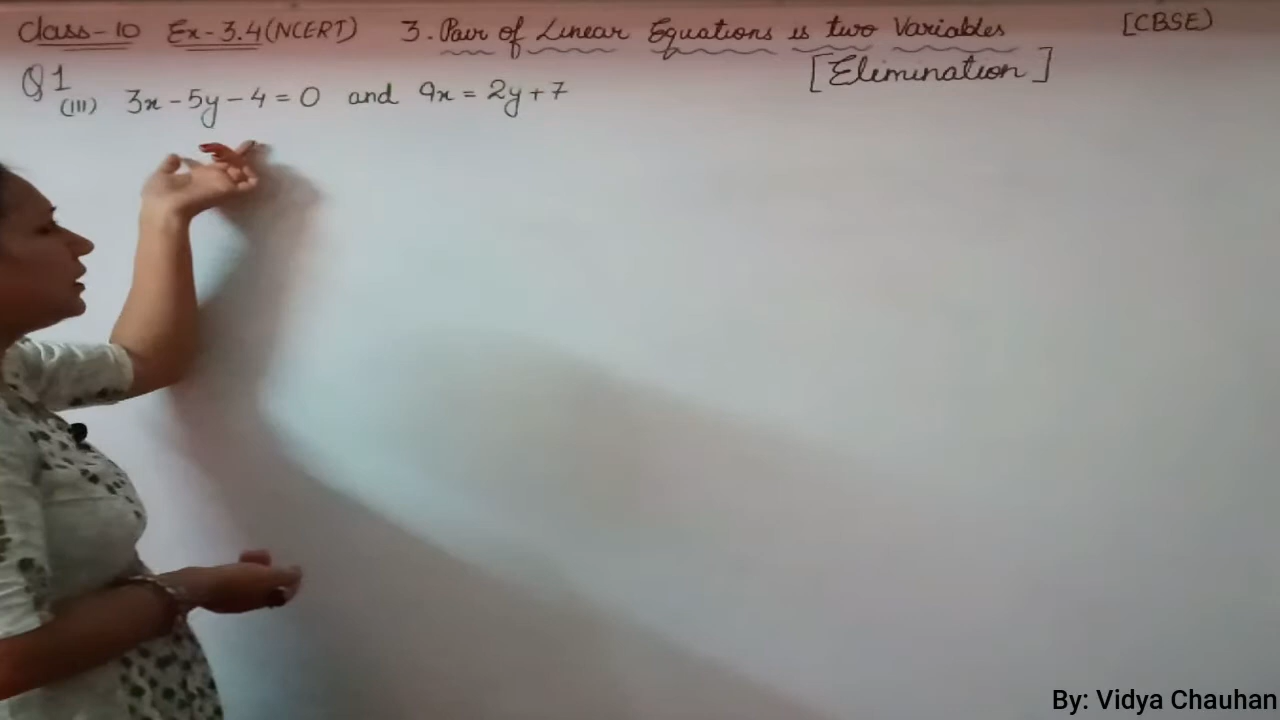 Class-10 Ex-3.4(NCERT) 3. Pair of Linear Equations is two Variables [CBSE)
[Elimination]
Q1
(III) 3x - 5y - 4 = 0 and 9x = 2y + 7
By: Vidya Chauhan